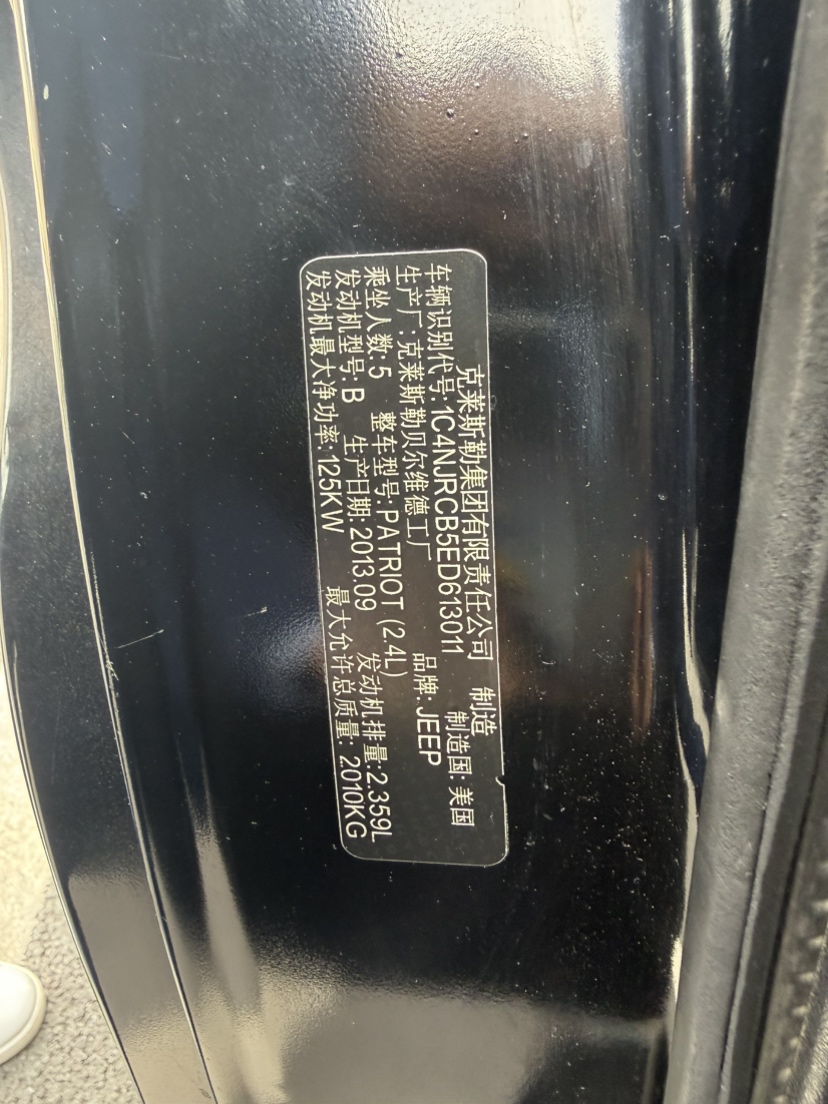 克莱斯勒集团有限责任公司 制造
车辆识别代号:1C4NJRCB5ED613011 制造国:美国
生产厂:克莱斯勒贝尔维德工厂 品牌:JEEP
乘坐人数:5 整车型号:PATRIOT (2.4L) 发动机排量:2.359L
发动机型号:B 生产日期:2013.09 最大允许总质量: 2010KG
发动机最大净功率:125KW